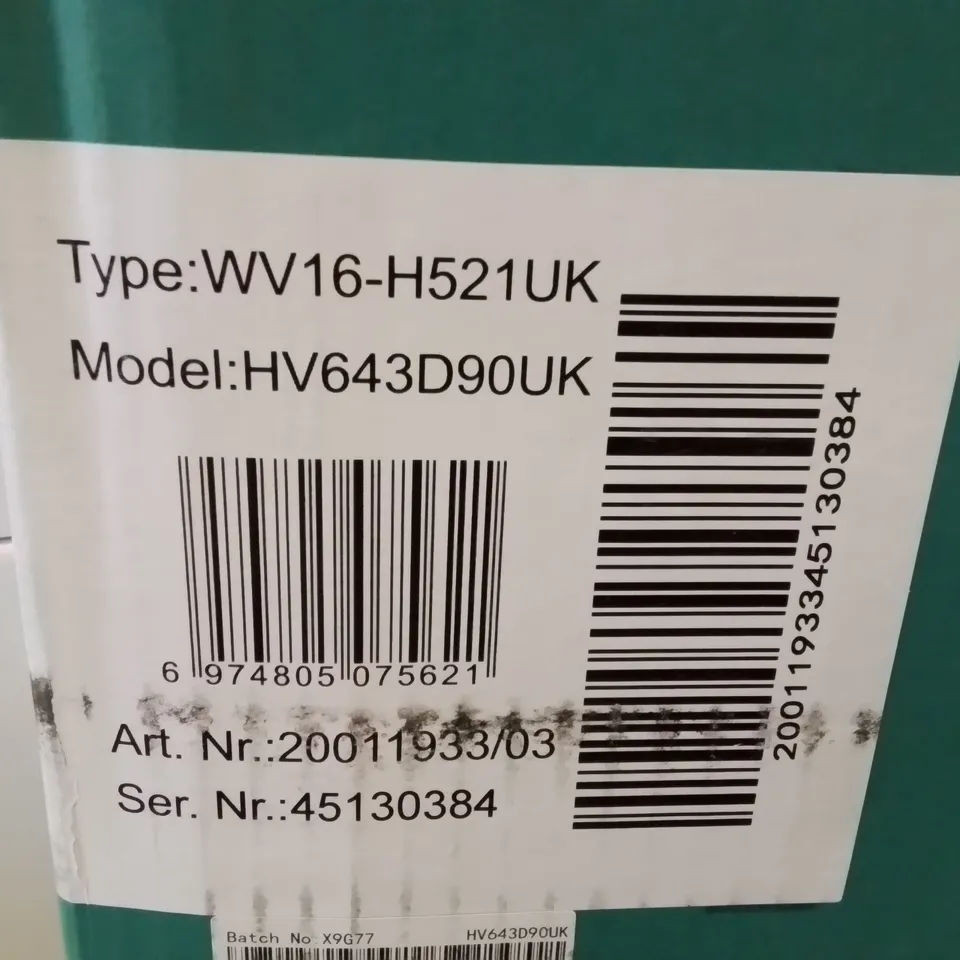 Type:WV16-H521UK
Model:HV643D90UK
6 974805 075621
2001193345130384
Art. Nr.:20011933/03
Ser. Nr.:45130384
Batch No X9G77 HV643D90UK